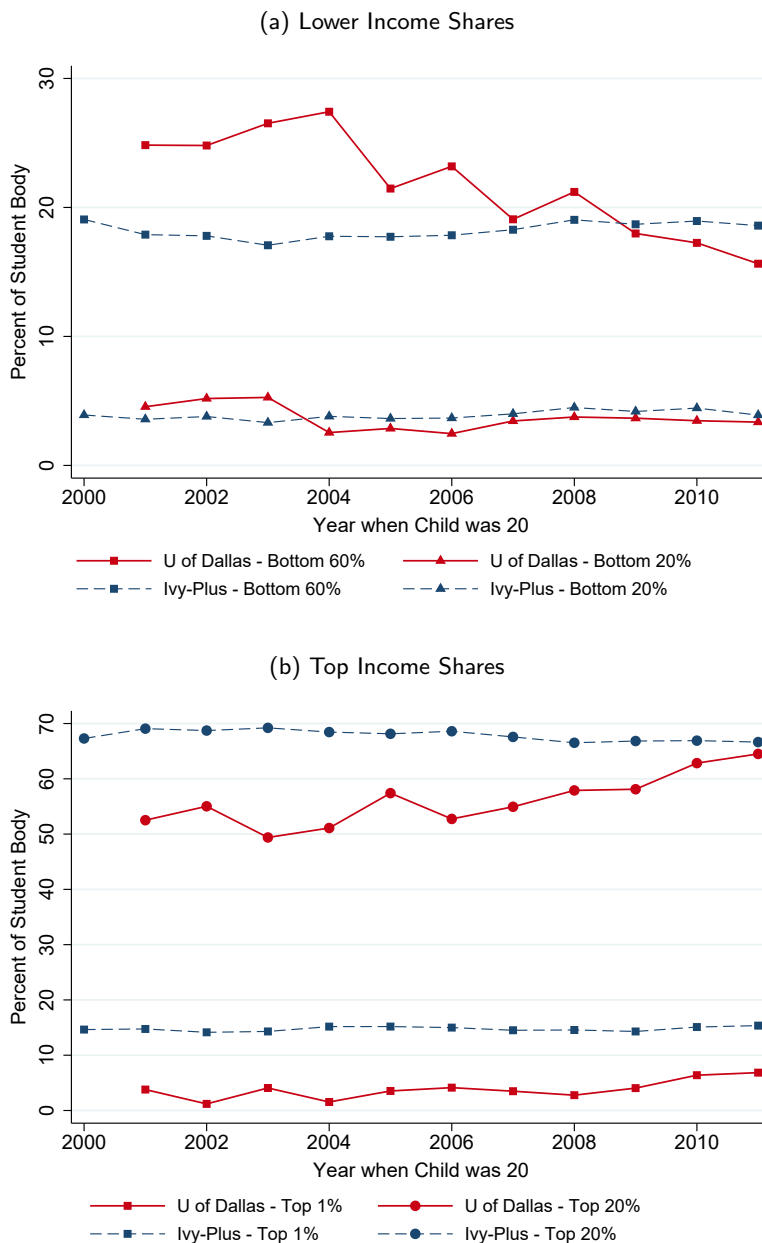 (a) Lower Income Shares
Percent of Student Body
30
20
10
0
2000 2002 2004 2006 2008 2010
Year when Child was 20
U of Dallas - Bottom 60% U of Dallas - Bottom 20%
Ivy-Plus - Bottom 60% Ivy-Plus - Bottom 20%
(b) Top Income Shares
Percent of Student Body
70
60
50
40
30
20
10
0
2000 2002 2004 2006 2008 2010
Year when Child was 20
U of Dallas - Top 1% U of Dallas - Top 20%
Ivy-Plus - Top 1% Ivy-Plus - Top 20%